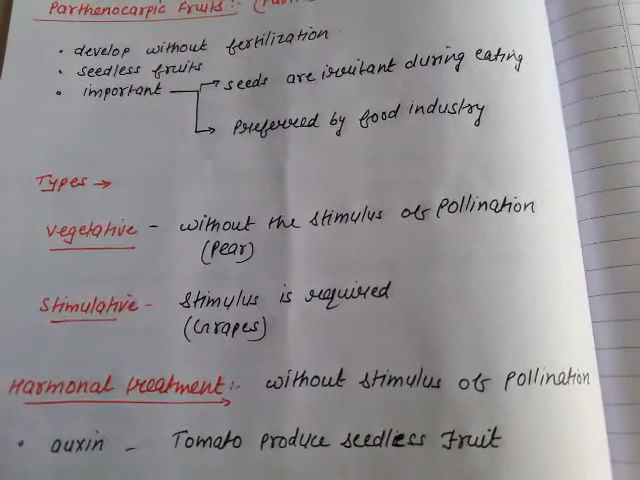 Parthenocarpic Fruits:-
• develop without fertilization
• seedless fruits
• important → seeds are irritant during eating
→ Preferred by food industry
Types →
Vegetative - without the stimulus of Pollination
(Pear)
Stimulative - Stimulus is required
(Grapes)
Harmonal treatment:- without stimulus of Pollination
• auxin - Tomato produce seedless Fruit